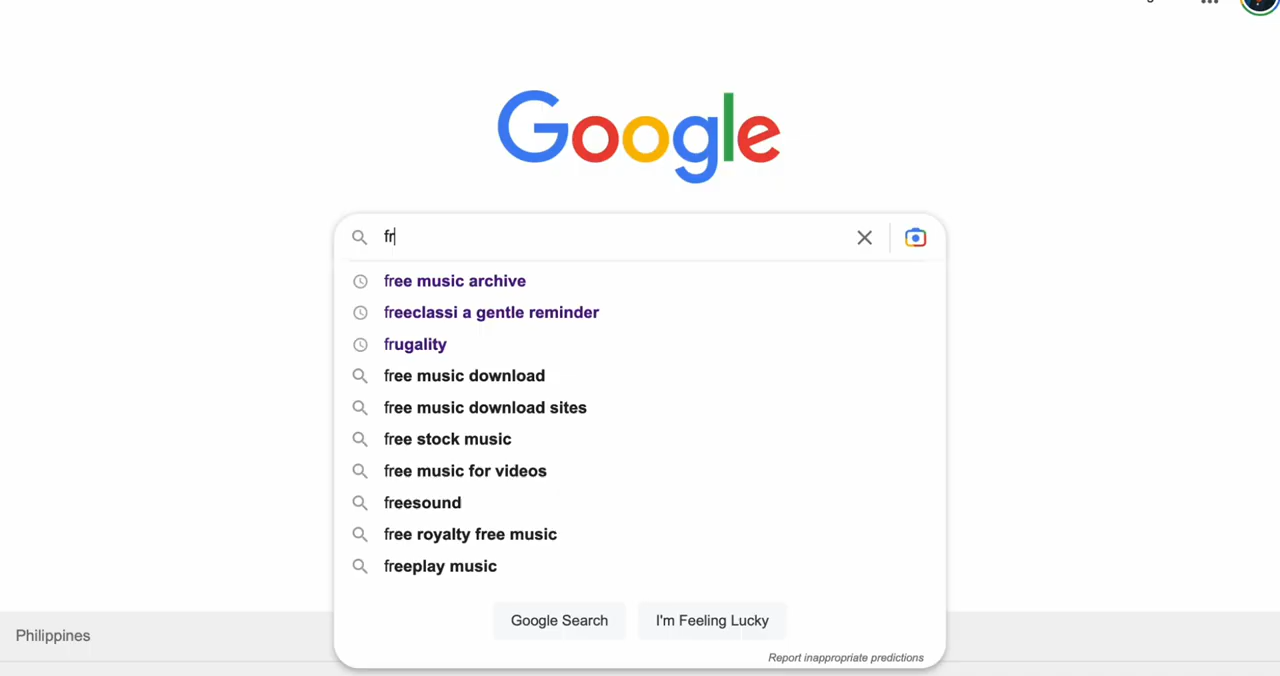 Google
fr
free music archive
freeclassi a gentle reminder
frugality
free music download
free music download sites
free stock music
free music for videos
freesound
free royalty free music
freeplay music
Google Search I'm Feeling Lucky
Philippines
Report inappropriate predictions